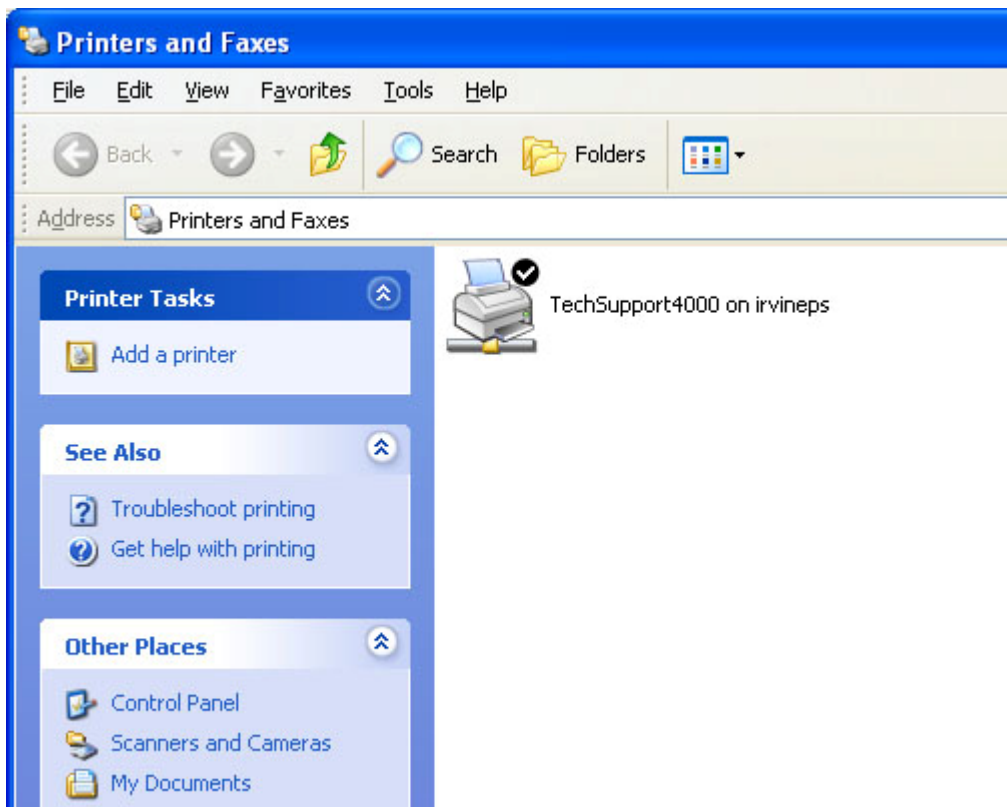 Printers and Faxes
File Edit View Favorites Tools Help
Back Search Folders
Address Printers and Faxes
Printer Tasks
Add a printer
See Also
Troubleshoot printing
Get help with printing
Other Places
Control Panel
Scanners and Cameras
My Documents
TechSupport4000 on irvineps